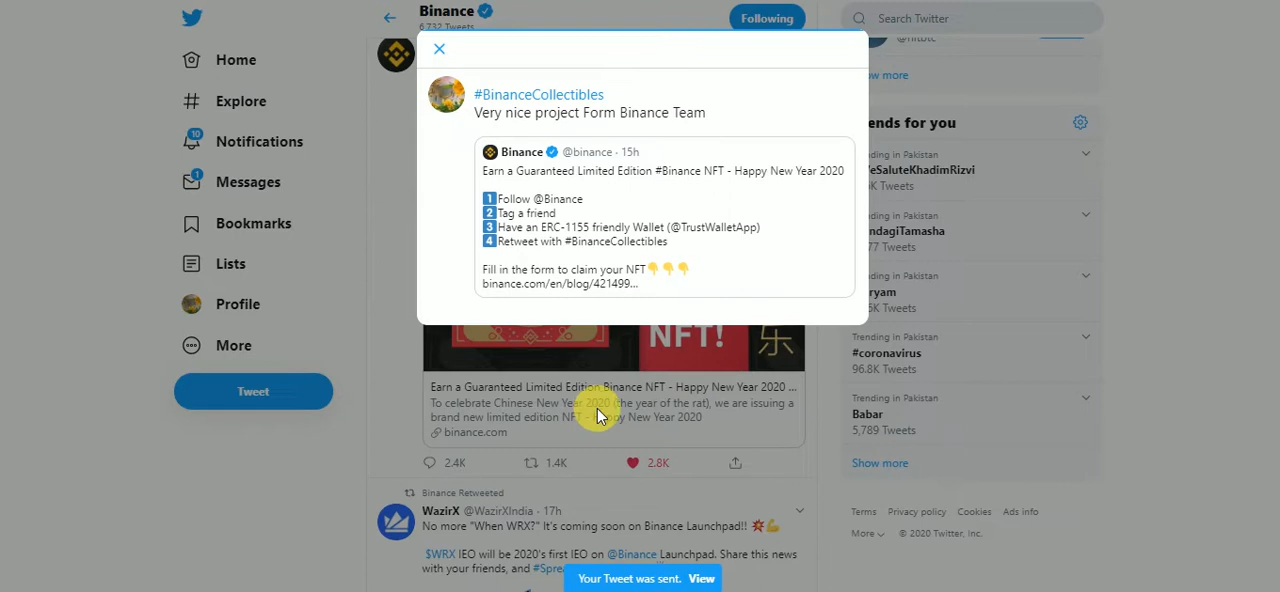 Binance
6,732 Tweets
Following
Search Twitter
Home
Explore
10
Notifications
1
Messages
Bookmarks
Lists
Profile
More
Tweet
#BinanceCollectibles
Very nice project Form Binance Team
Binance @binance · 15h
Earn a Guaranteed Limited Edition #Binance NFT - Happy New Year 2020
1 Follow @Binance
2 Tag a friend
3 Have an ERC-1155 friendly Wallet (@TrustWalletApp)
4 Retweet with #BinanceCollectibles
Fill in the form to claim your NFT👇👇👇
binance.com/en/blog/421499...
NFT!
乐
Earn a Guaranteed Limited Edition Binance NFT - Happy New Year 2020 ...
To celebrate Chinese New Year 2020 (the year of the rat), we are issuing a
brand new limited edition NFT - Happy New Year 2020
binance.com
2.4K 1.4K 2.8K
Binance Retweeted
WazirX @WazirXIndia · 17h
No more "When WRX?" It's coming soon on Binance Launchpad!! 💥💪
$WRX IEO will be 2020's first IEO on @Binance Launchpad. Share this news
with your friends, and #Sprea
Your Tweet was sent. View
ow more
ends for you
ding in Pakistan
eSaluteKhadimRizvi
K Tweets
ding in Pakistan
ndagiTamasha
77 Tweets
ding in Pakistan
ryam
K Tweets
Trending in Pakistan
#coronavirus
96.8K Tweets
Trending in Pakistan
Babar
5,789 Tweets
Show more
Terms Privacy policy Cookies Ads info
More © 2020 Twitter, Inc.